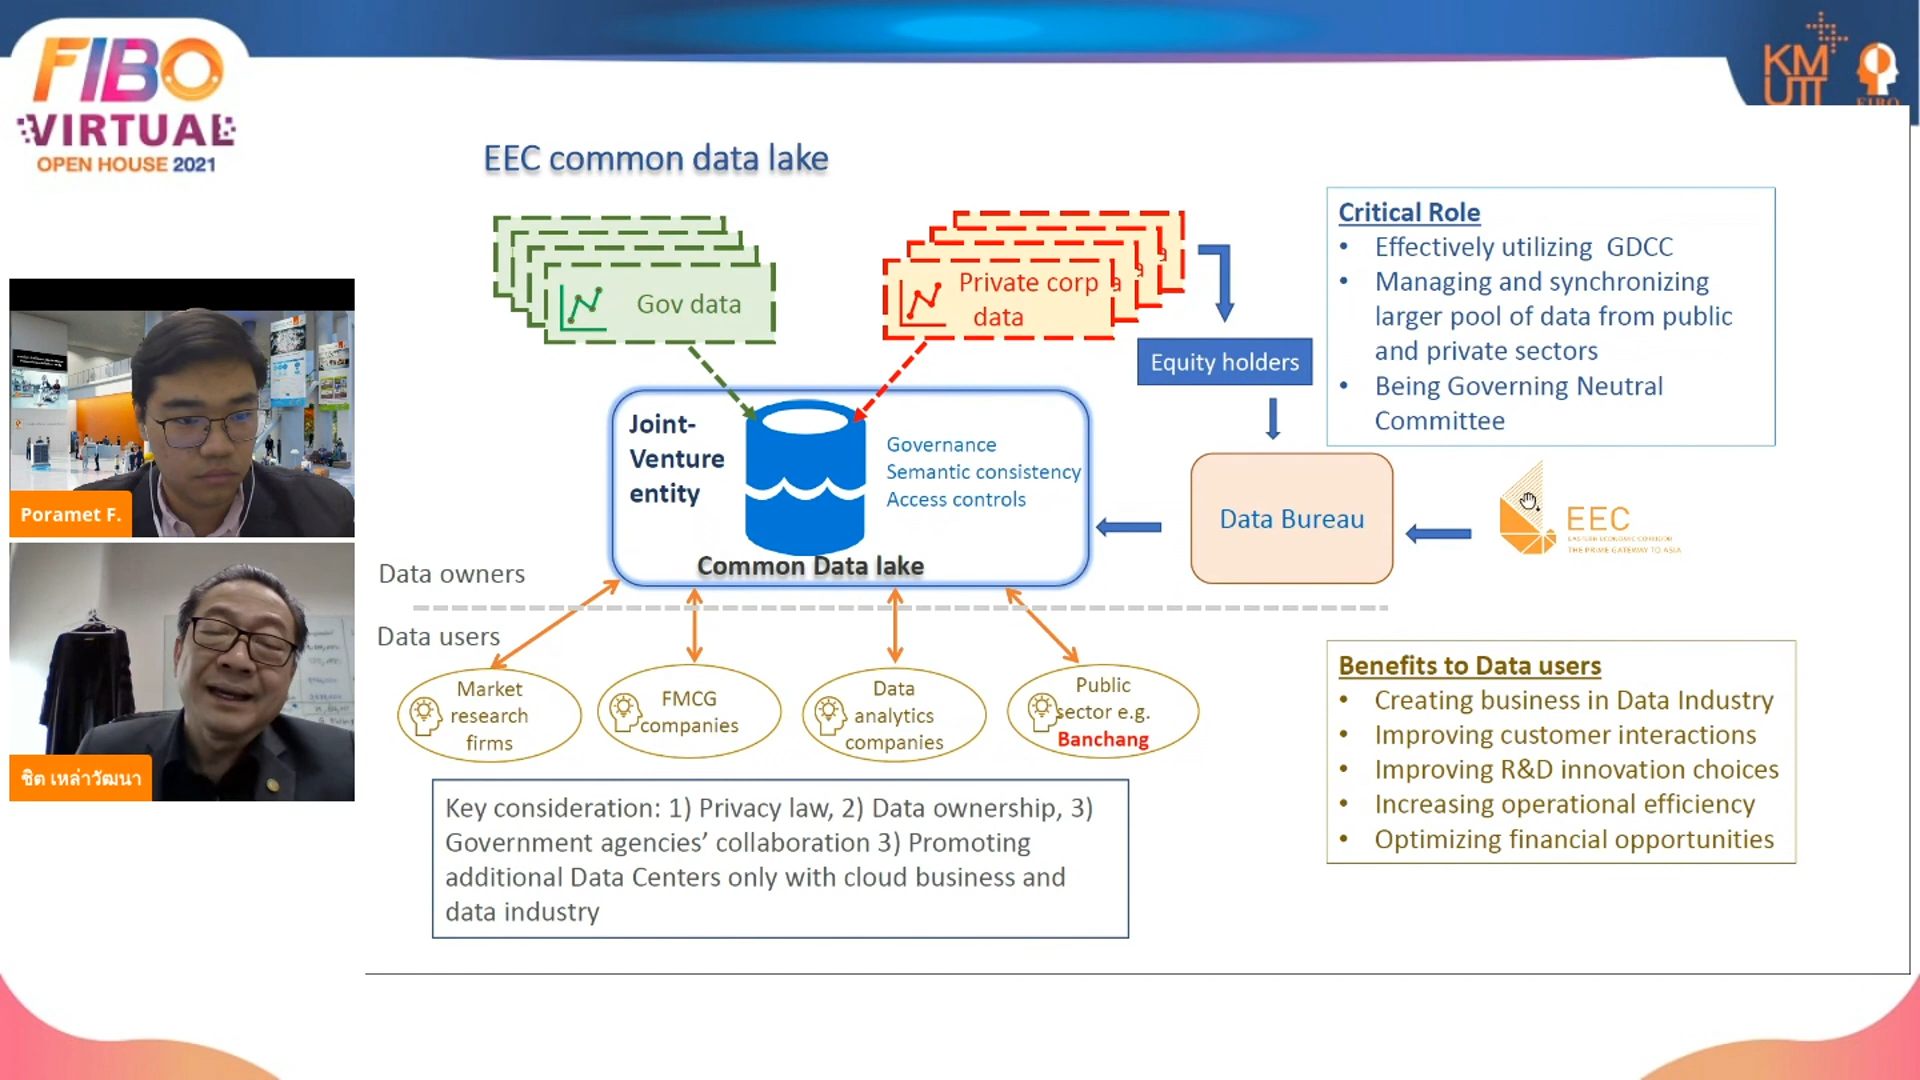 FIBO
VIRTUAL
OPEN HOUSE 2021
KM
UTT
FIBO
EEC common data lake
Gov data
Private corp
data
Equity holders
Critical Role
• Effectively utilizing GDCC
• Managing and synchronizing
larger pool of data from public
and private sectors
• Being Governing Neutral
Committee
Joint-
Venture
entity
Governance
Semantic consistency
Access controls
Common Data lake
Data Bureau
EEC
EASTERN ECONOMIC CORRIDOR
THE PRIME GATEWAY TO ASIA
Poramet F.
ชิต เหล่าวัฒนา
Data owners
Data users
Market
research
firms
FMCG
companies
Data
analytics
companies
Public
sector e.g.
Banchang
Key consideration: 1) Privacy law, 2) Data ownership, 3)
Government agencies’ collaboration 3) Promoting
additional Data Centers only with cloud business and
data industry
Benefits to Data users
• Creating business in Data Industry
• Improving customer interactions
• Improving R&D innovation choices
• Increasing operational efficiency
• Optimizing financial opportunities